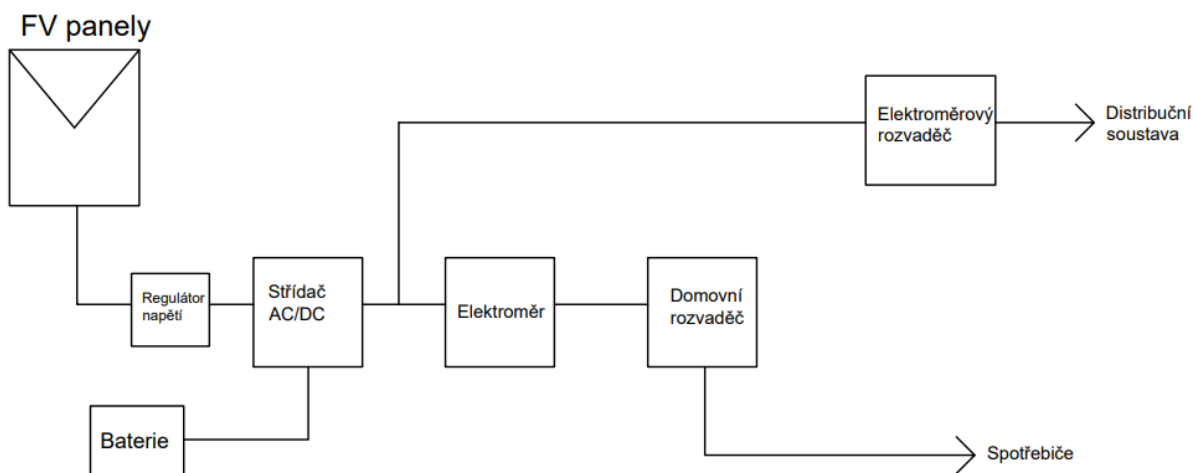 FV panely
Elektroměrový
rozvaděč
Distribuční
soustava
Regulátor
napětí
Střídač
AC/DC
Elektroměr
Domovní
rozvaděč
Baterie
Spotřebiče